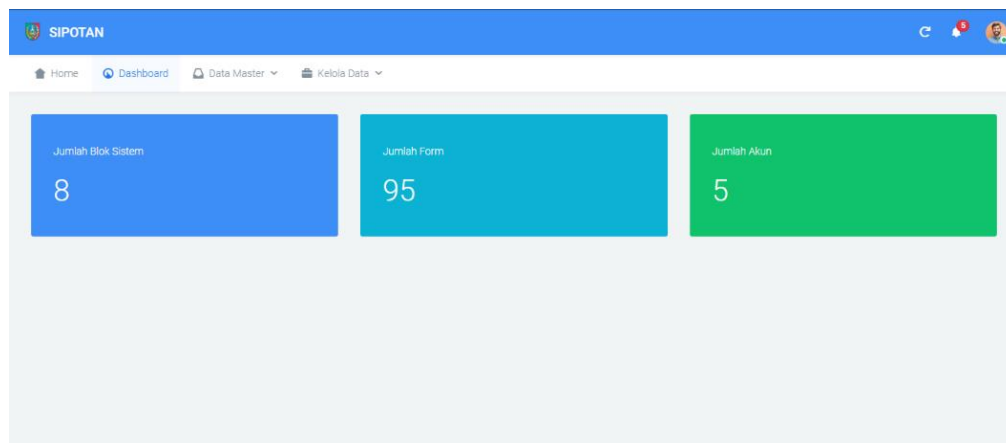 SIPOTAN
5
Home Dashboard Data Master Kelola Data
Jumlah Blok Sistem
8
Jumlah Form
95
Jumlah Akun
5